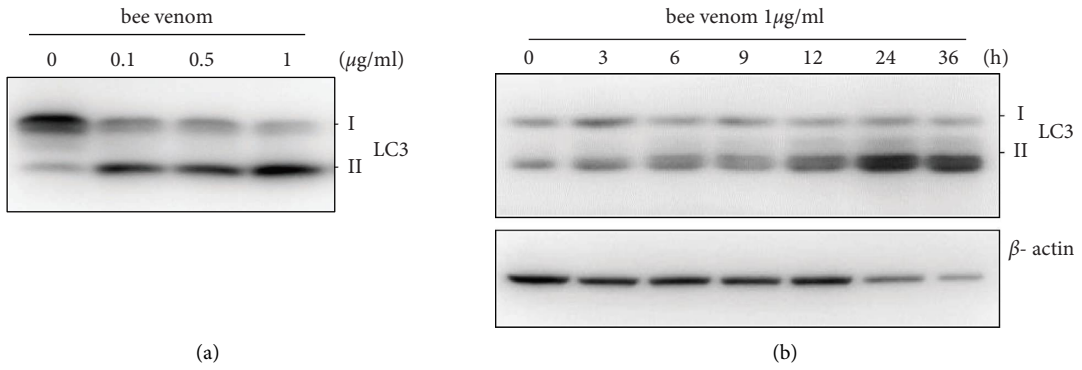 bee venom
0 0.1 0.5 1 (μg/ml)
I
LC3
II
(a)
bee venom 1μg/ml
0 3 6 9 12 24 36 (h)
I
LC3
II
β- actin
(b)